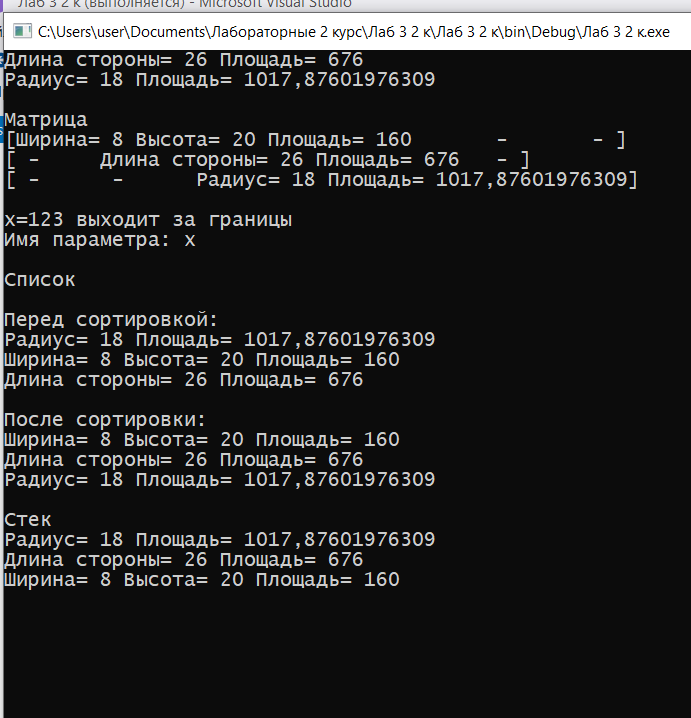 Лаб 3 2 к (выполняется) - Microsoft Visual Studio
C:\Users\user\Documents\Лабораторные 2 курс\Лаб 3 2 к\Лаб 3 2 к\bin\Debug\Лаб 3 2 к.exe
Длина стороны= 26 Площадь= 676
Радиус= 18 Площадь= 1017,87601976309
Матрица
[Ширина= 8 Высота= 20 Площадь= 160 - - ]
[ - Длина стороны= 26 Площадь= 676 - ]
[ - - Радиус= 18 Площадь= 1017,87601976309]
x=123 выходит за границы
Имя параметра: x
Список
Перед сортировкой:
Радиус= 18 Площадь= 1017,87601976309
Ширина= 8 Высота= 20 Площадь= 160
Длина стороны= 26 Площадь= 676
После сортировки:
Ширина= 8 Высота= 20 Площадь= 160
Длина стороны= 26 Площадь= 676
Радиус= 18 Площадь= 1017,87601976309
Стек
Радиус= 18 Площадь= 1017,87601976309
Длина стороны= 26 Площадь= 676
Ширина= 8 Высота= 20 Площадь= 160